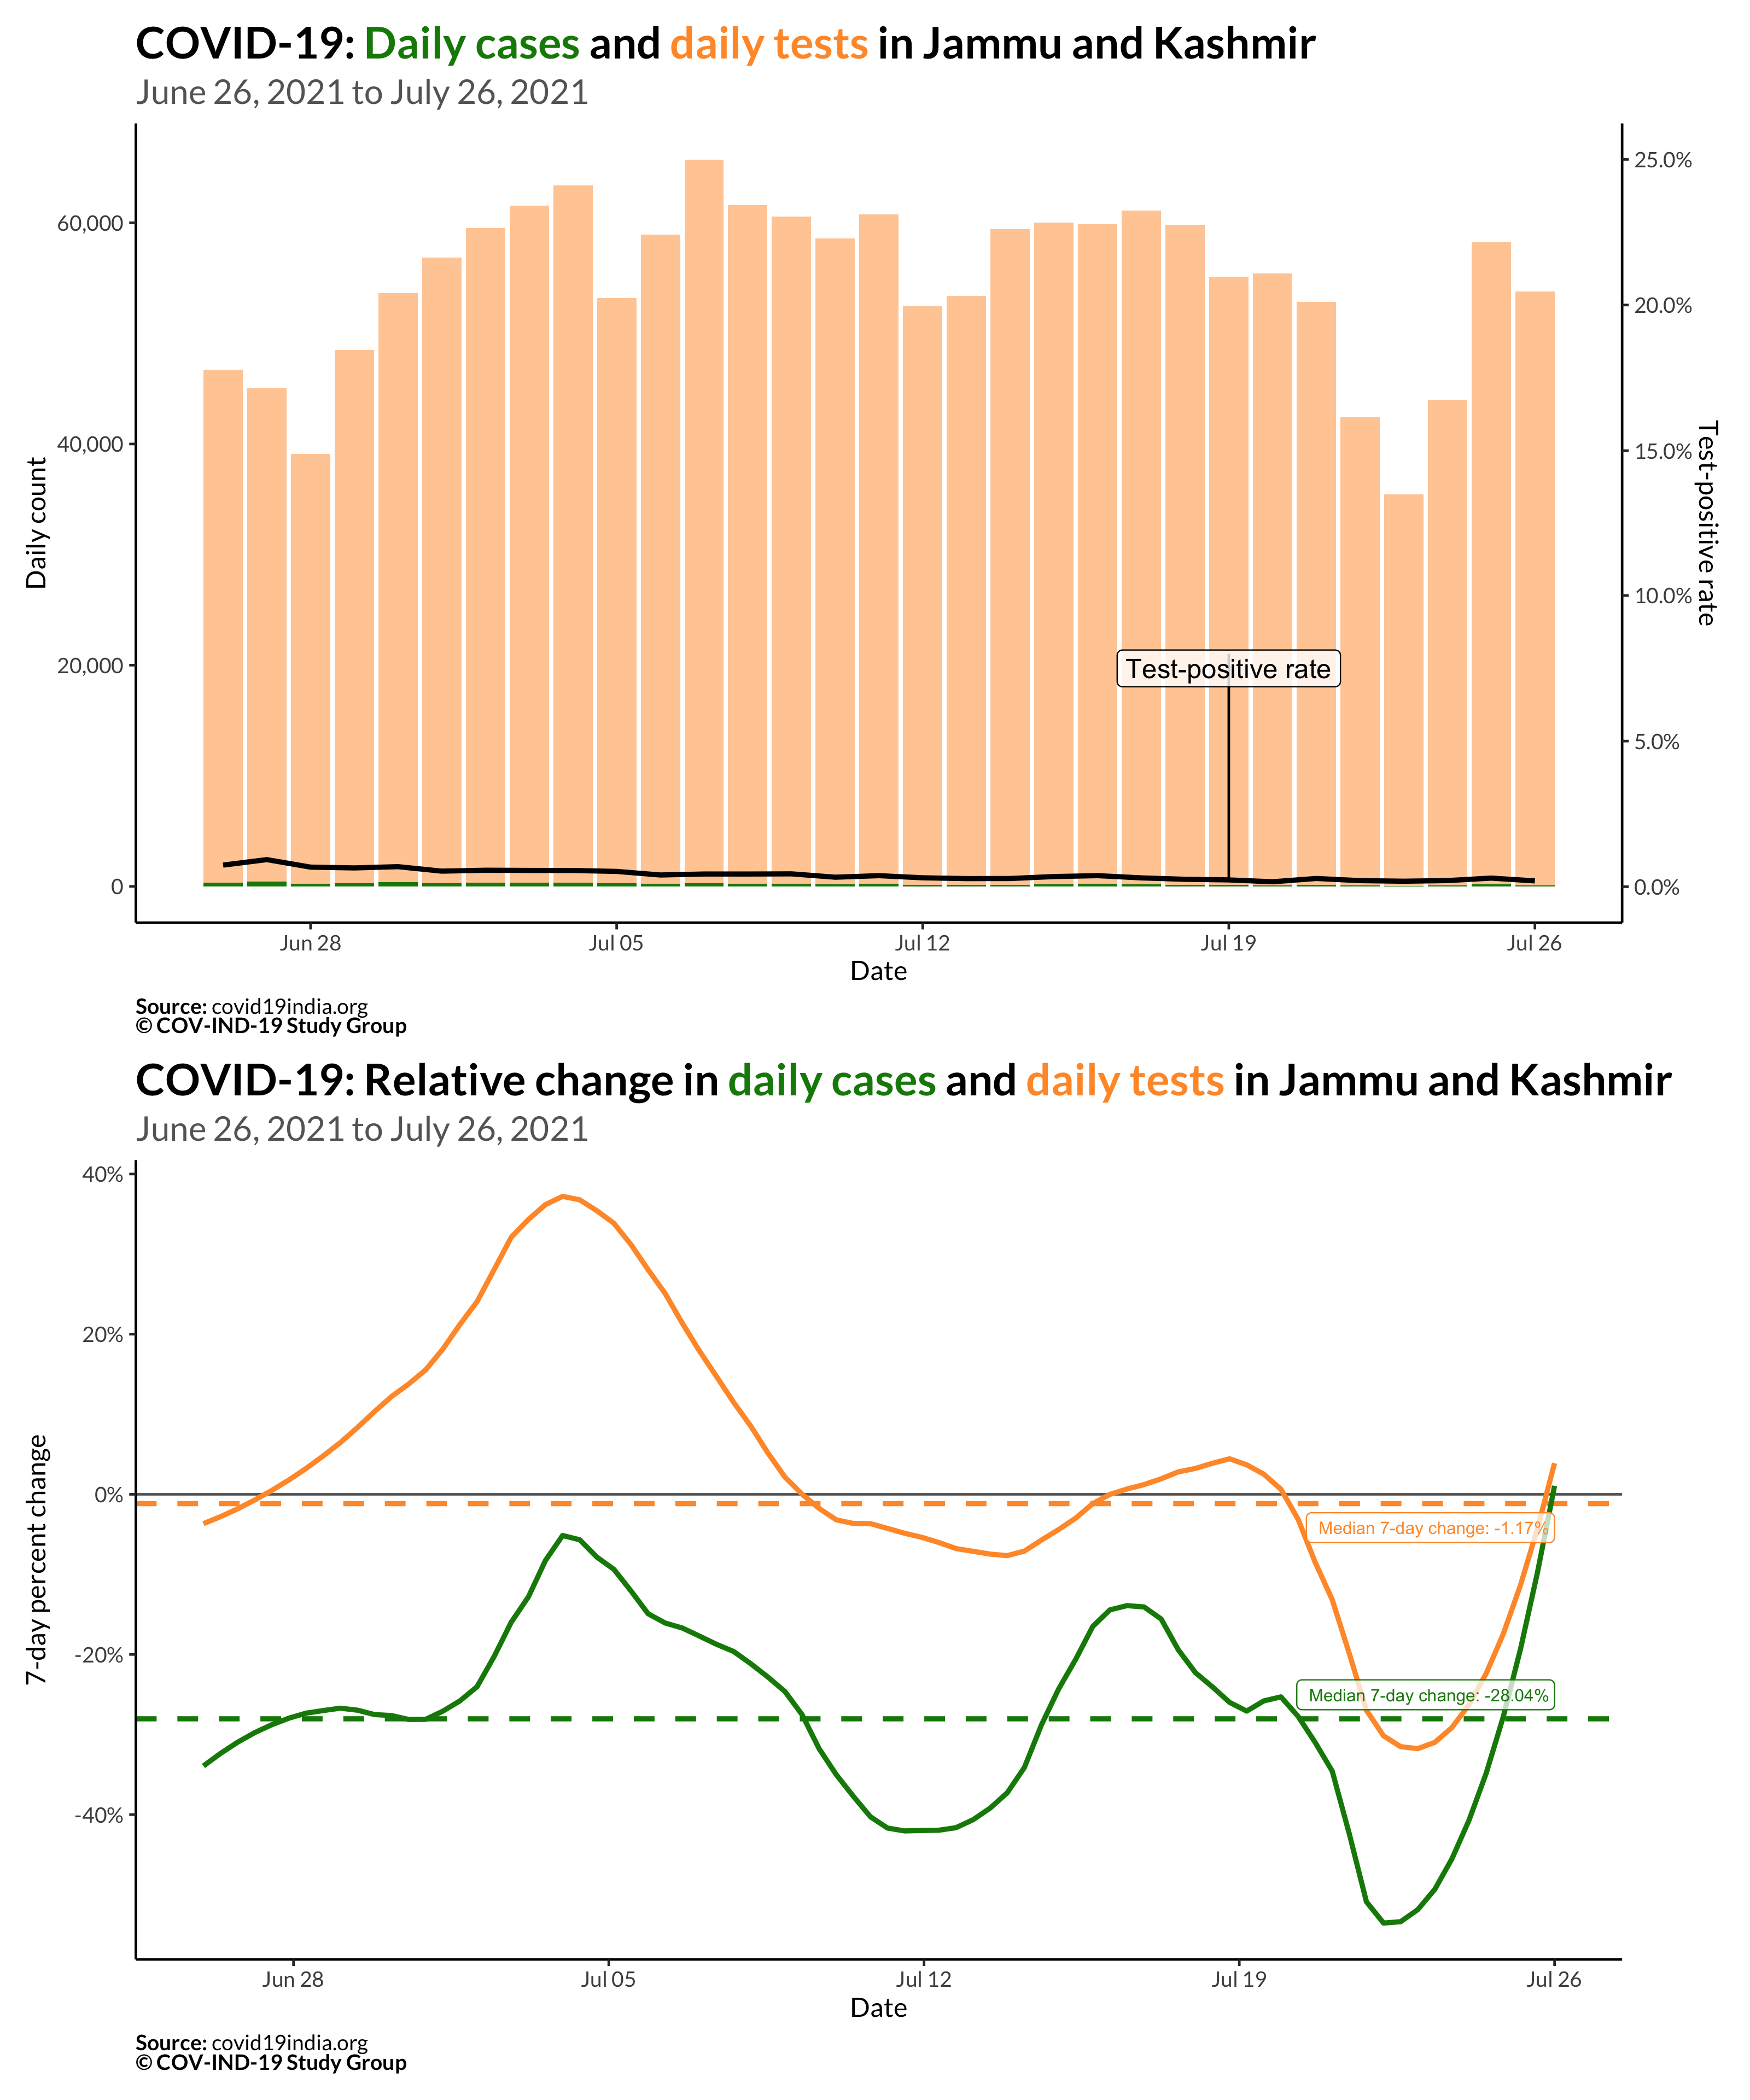 COVID-19: Daily cases and daily tests in Jammu and Kashmir
June 26, 2021 to July 26, 2021
60,000
40,000
20,000
0
Daily count
25.0%
20.0%
15.0%
10.0%
5.0%
0.0%
Test-positive rate
Test-positive rate
Jun 28
Jul 05
Jul 12
Jul 19
Jul 26
Date
Source: covid19india.org
© COV-IND-19 Study Group
COVID-19: Relative change in daily cases and daily tests in Jammu and Kashmir
June 26, 2021 to July 26, 2021
40%
20%
0%
-20%
-40%
7-day percent change
Median 7-day change: -1.17%
Median 7-day change: -28.04%
Jun 28
Jul 05
Jul 12
Jul 19
Jul 26
Date
Source: covid19india.org
© COV-IND-19 Study Group